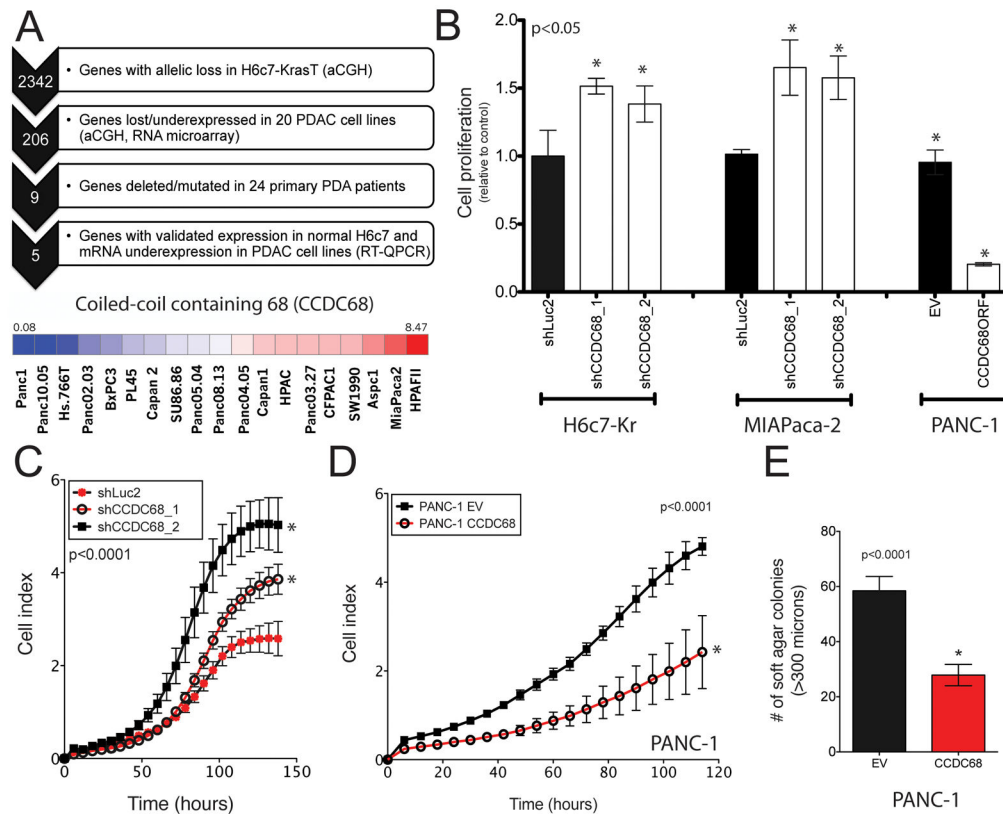 A
2342
• Genes with allelic loss in H6c7-KrasT (aCGH)
206
• Genes lost/underexpressed in 20 PDAC cell lines
(aCGH, RNA microarray)
9
• Genes deleted/mutated in 24 primary PDA patients
5
• Genes with validated expression in normal H6c7 and
mRNA underexpression in PDAC cell lines (RT-QPCR)
Coiled-coil containing 68 (CCDC68)
0.08
8.47
Panc1
Panc10.05
Hs.766T
Panc02.03
BxPC3
PL45
Capan 2
SU86.86
Panc05.04
Panc08.13
Panc04.05
Capan1
HPAC
Panc03.27
CFPAC1
SW1990
Aspc1
MiaPaca2
HPAFII
B
p<0.05
Cell proliferation
(relative to control)
2.0
1.5
1.0
0.5
0.0
*
*
*
*
*
*
shLuc2
shCCDC68_1
shCCDC68_2
shLuc2
shCCDC68_1
shCCDC68_2
EV
CCDC68ORF
H6c7-Kr
MIAPaca-2
PANC-1
C
shLuc2
shCCDC68_1
shCCDC68_2
p<0.0001
Cell index
6
4
2
0
*
*
0
50
100
150
Time (hours)
D
PANC-1 EV
PANC-1 CCDC68
p<0.0001
Cell index
6
4
2
0
*
PANC-1
0
20
40
60
80
100
120
Time (hours)
E
p<0.0001
# of soft agar colonies
(>300 microns)
80
60
40
20
0
*
EV
CCDC68
PANC-1